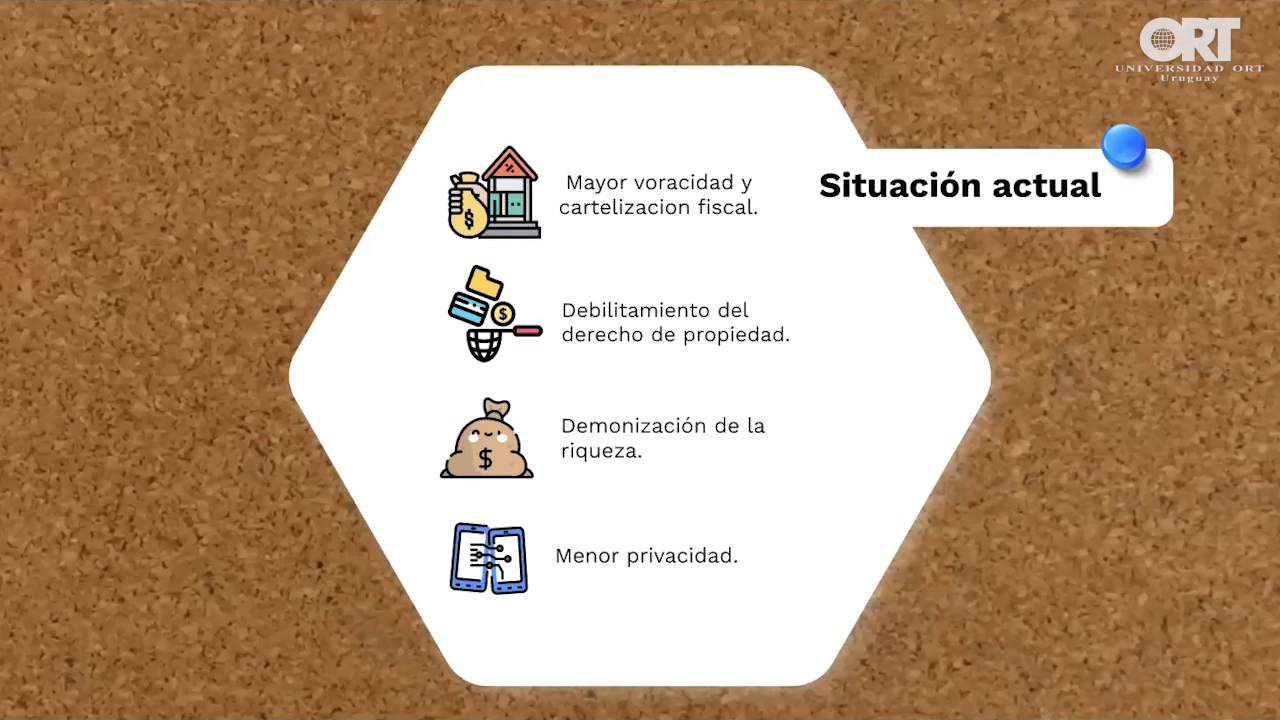 ORT
UNIVERSIDAD ORT
Uruguay
Situación actual
Mayor voracidad y
cartelizacion fiscal.
Debilitamiento del
derecho de propiedad.
Demonización de la
riqueza.
Menor privacidad.